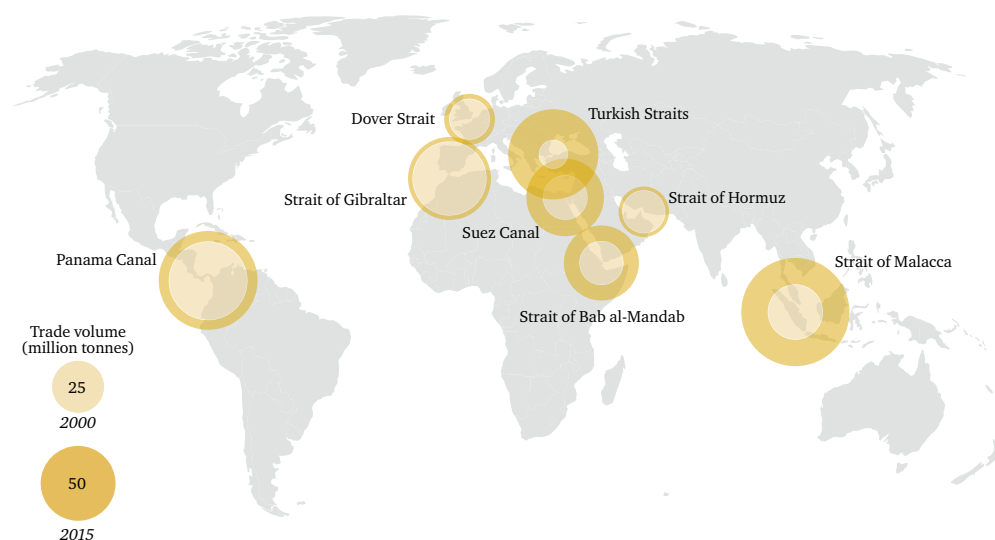 Dover Strait
Turkish Straits
Strait of Gibraltar
Strait of Hormuz
Suez Canal
Panama Canal
Strait of Malacca
Strait of Bab al-Mandab
Trade volume
(million tonnes)
25
2000
50
2015